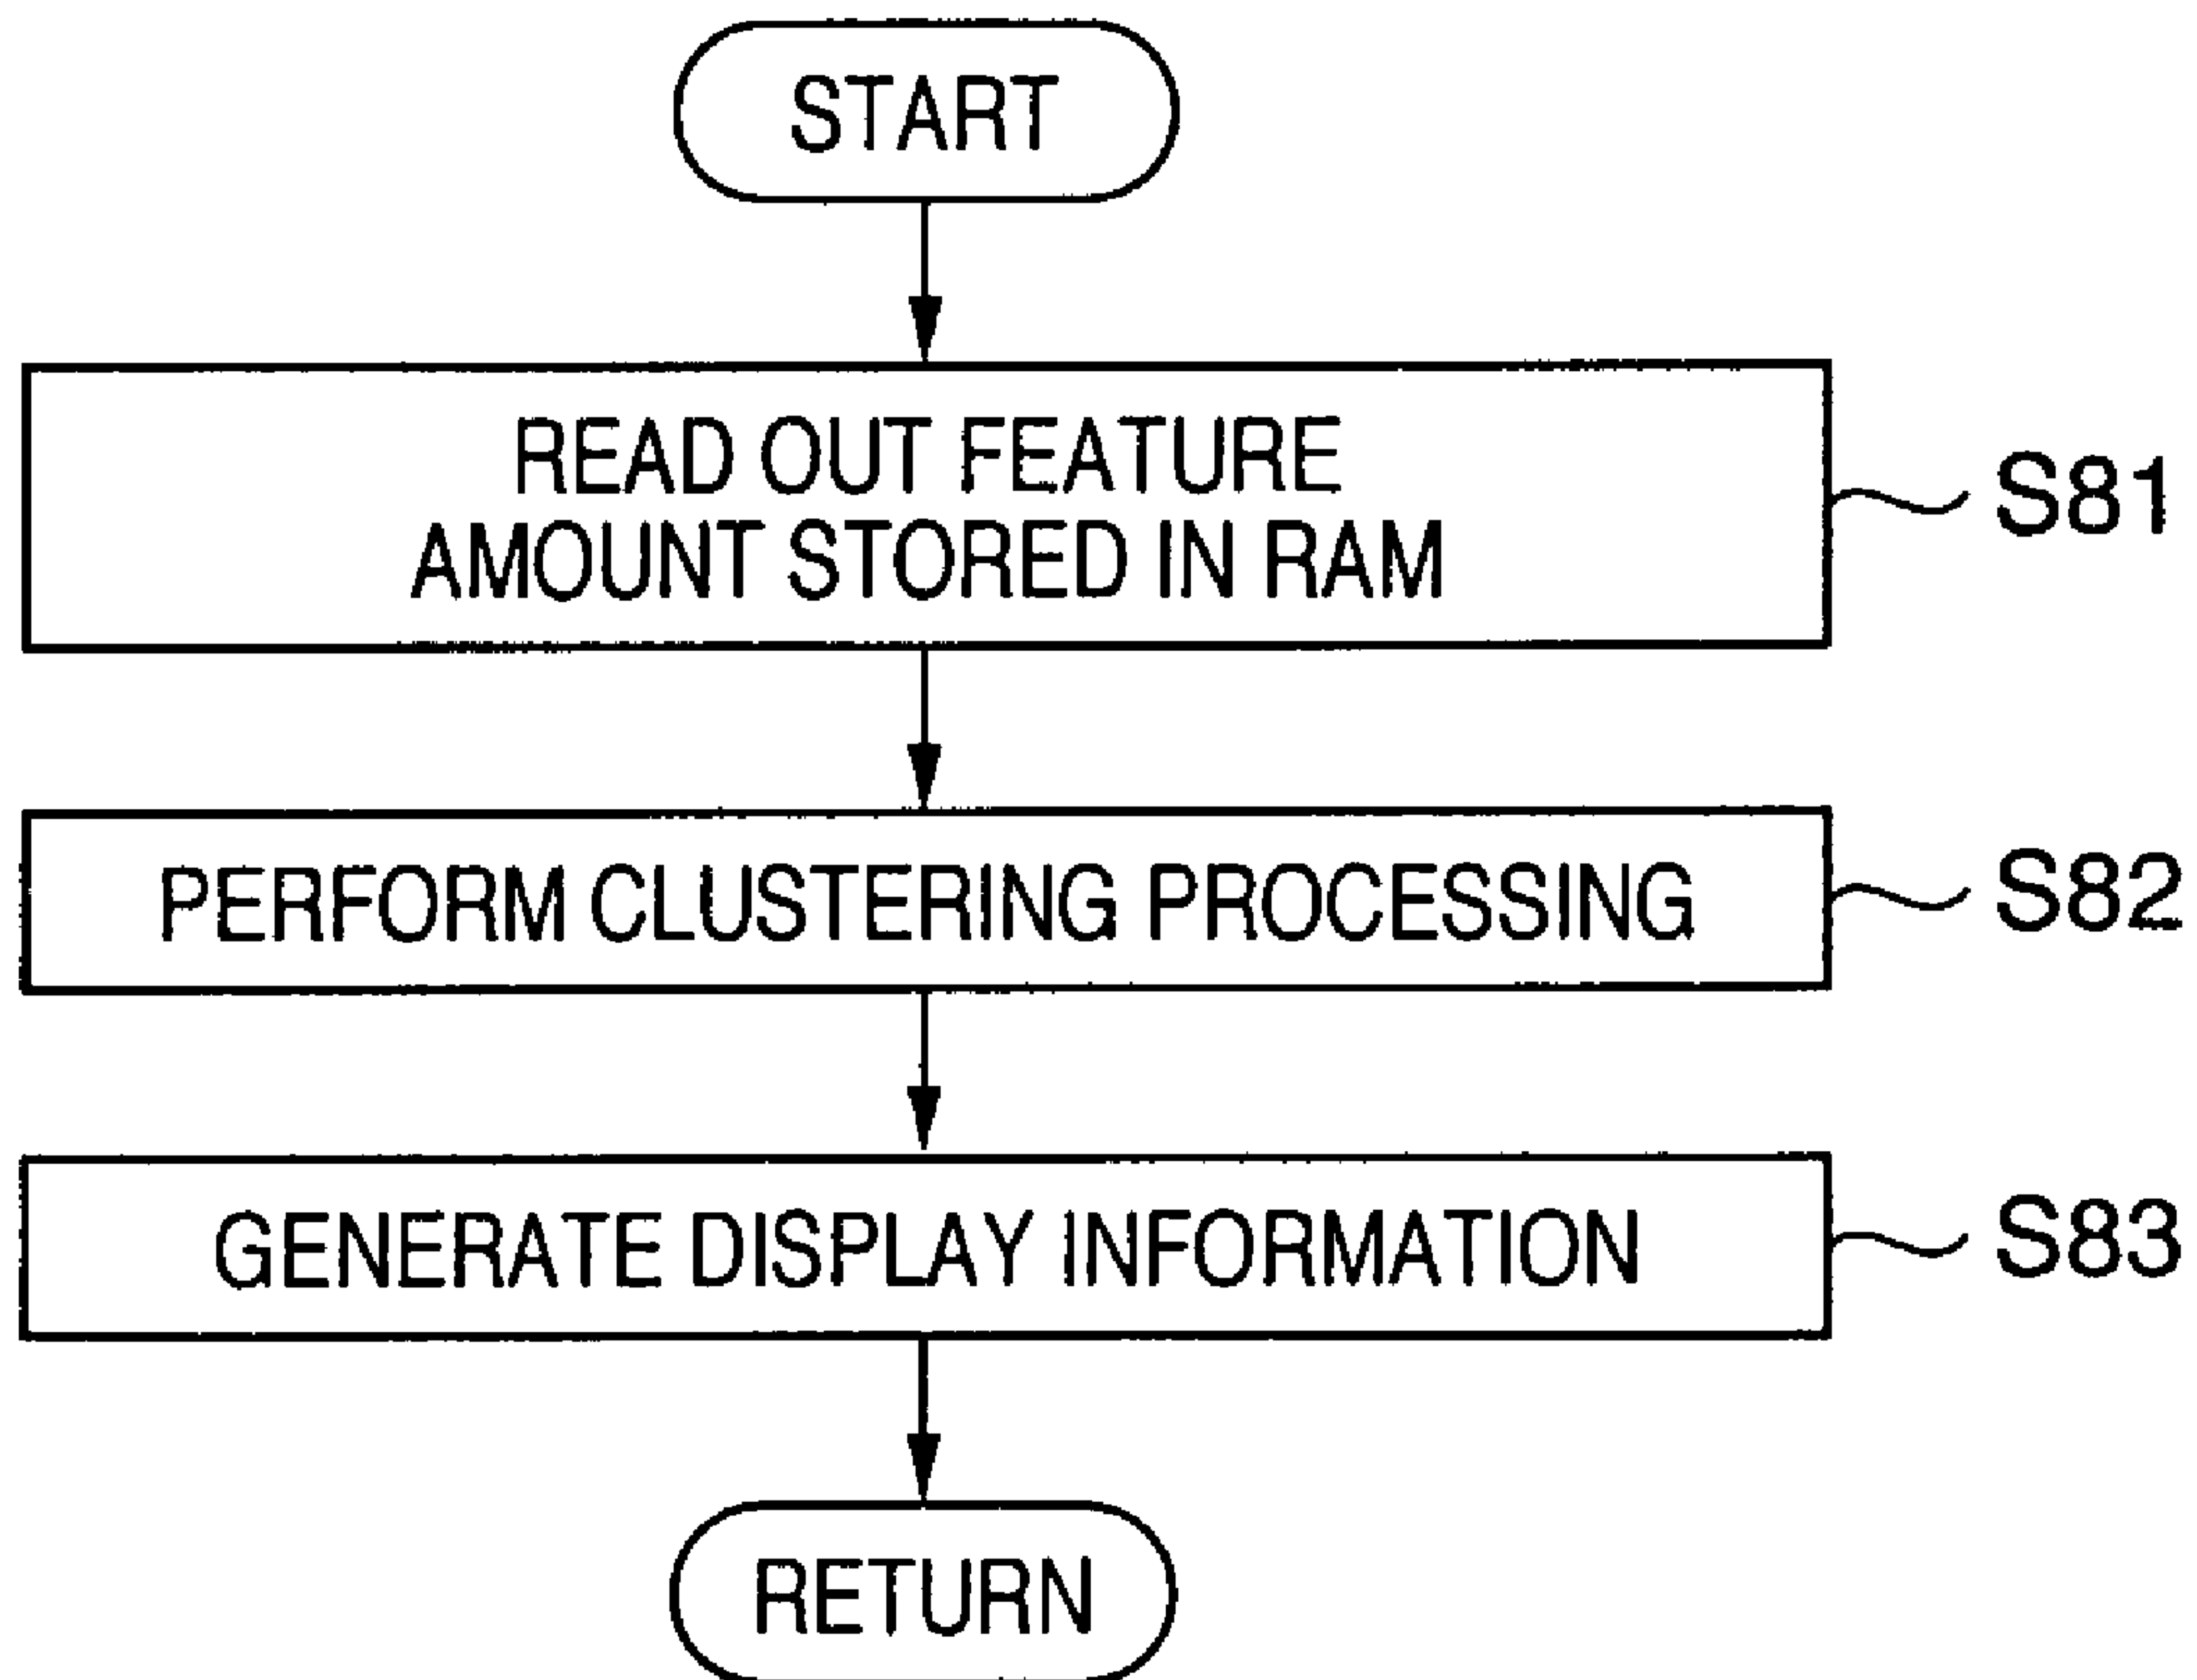 START
READ OUT FEATURE
AMOUNT STORED IN RAM
S81
PERFORM CLUSTERING PROCESSING
S82
GENERATE DISPLAY INFORMATION
S83
RETURN